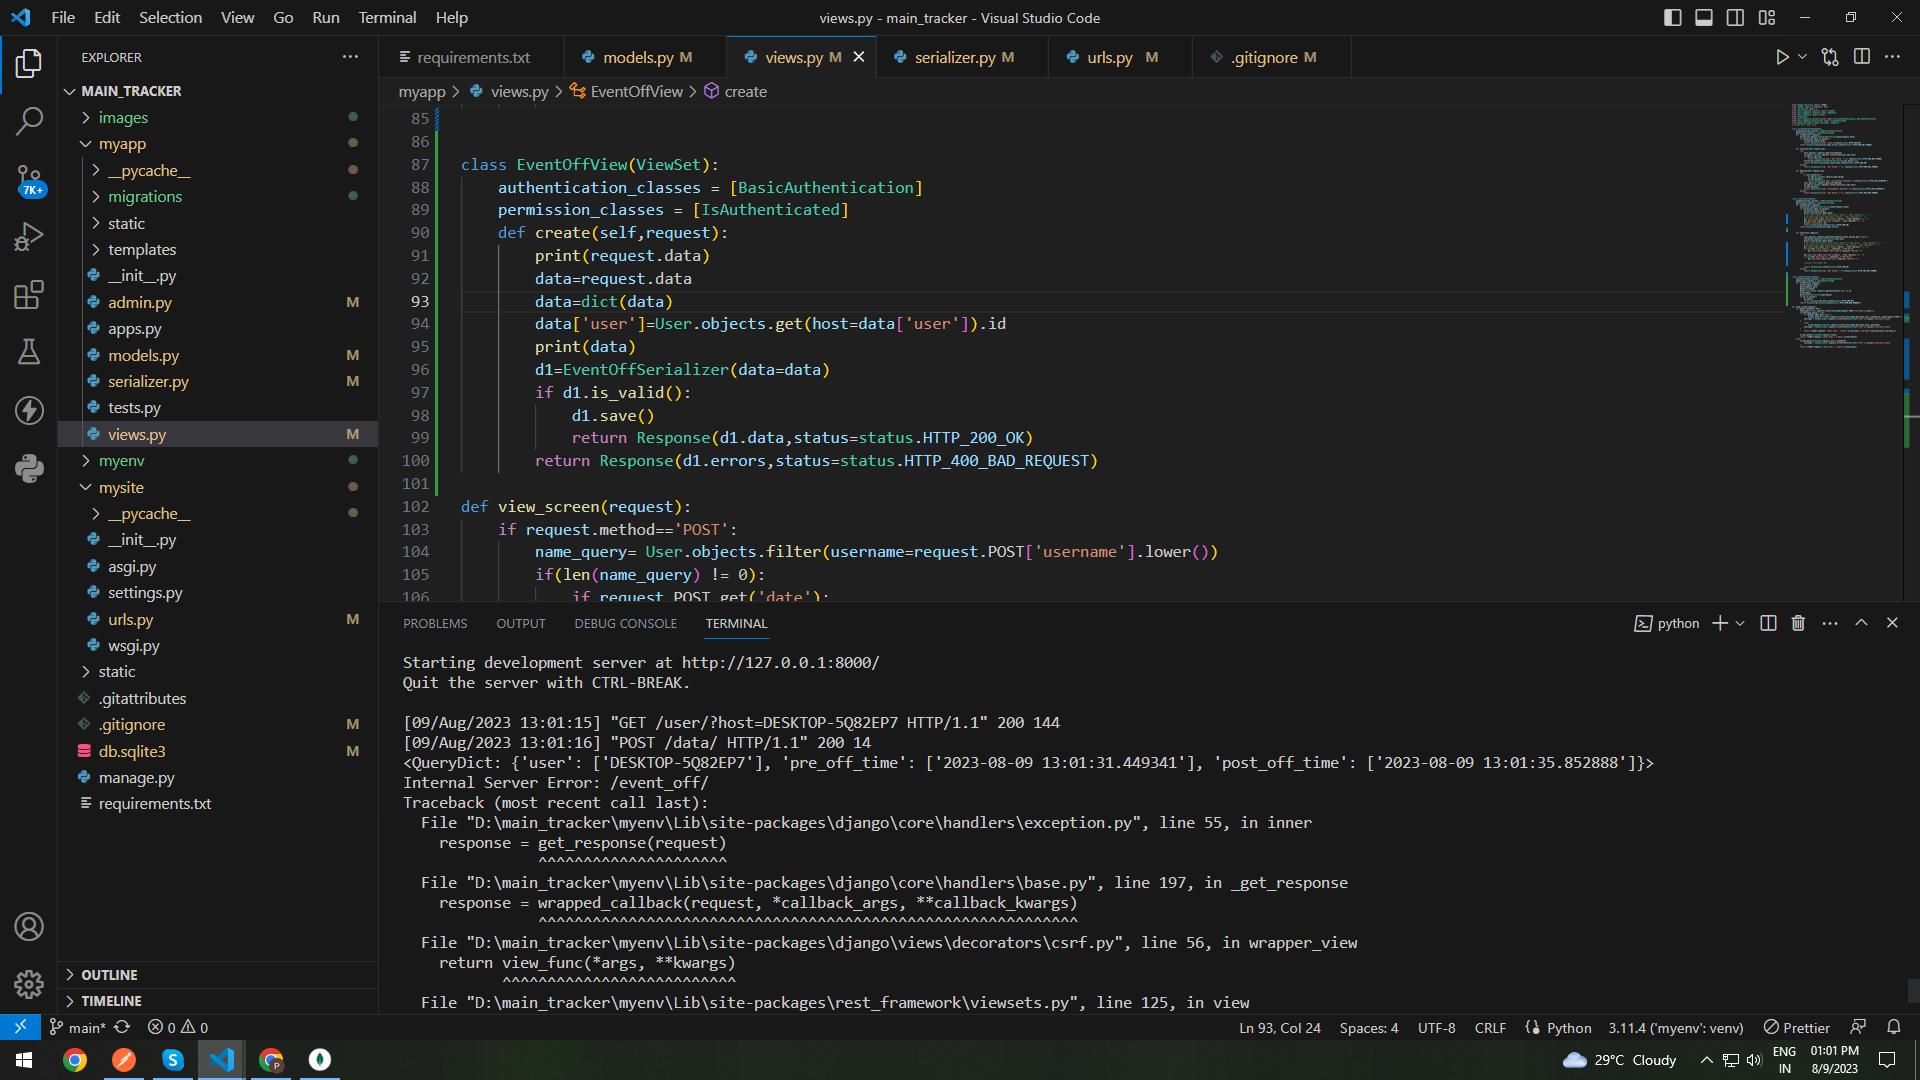 File Edit Selection View Go Run Terminal Help
views.py - main_tracker - Visual Studio Code
EXPLORER
requirements.txt
models.py M
views.py M
serializer.py M
urls.py M
.gitignore M
MAIN_TRACKER
images
myapp
__pycache__
migrations
static
templates
__init__.py
admin.py M
apps.py
models.py M
serializer.py M
tests.py
views.py M
myenv
mysite
__pycache__
__init__.py
asgi.py
settings.py
urls.py M
wsgi.py
static
.gitattributes
.gitignore M
db.sqlite3 M
manage.py
requirements.txt
OUTLINE
TIMELINE
7K+
myapp > views.py > EventOffView > create
85
86
87 class EventOffView(ViewSet):
88 authentication_classes = [BasicAuthentication]
89 permission_classes = [IsAuthenticated]
90 def create(self,request):
91 print(request.data)
92 data=request.data
93 data=dict(data)
94 data['user']=User.objects.get(host=data['user']).id
95 print(data)
96 d1=EventOffSerializer(data=data)
97 if d1.is_valid():
98 d1.save()
99 return Response(d1.data,status=status.HTTP_200_OK)
100 return Response(d1.errors,status=status.HTTP_400_BAD_REQUEST)
101
102 def view_screen(request):
103 if request.method=='POST':
104 name_query= User.objects.filter(username=request.POST['username'].lower())
105 if(len(name_query) != 0):
106 if request.POST.get('date'):
PROBLEMS OUTPUT DEBUG CONSOLE TERMINAL
python
Starting development server at http://127.0.0.1:8000/
Quit the server with CTRL-BREAK.
[09/Aug/2023 13:01:15] "GET /user/?host=DESKTOP-5Q82EP7 HTTP/1.1" 200 144
[09/Aug/2023 13:01:16] "POST /data/ HTTP/1.1" 200 14
<QueryDict: {'user': ['DESKTOP-5Q82EP7'], 'pre_off_time': ['2023-08-09 13:01:31.449341'], 'post_off_time': ['2023-08-09 13:01:35.852888']}>
Internal Server Error: /event_off/
Traceback (most recent call last):
File "D:\main_tracker\myenv\Lib\site-packages\django\core\handlers\exception.py", line 55, in inner
response = get_response(request)
^^^^^^^^^^^^^^^^^^^^^
File "D:\main_tracker\myenv\Lib\site-packages\django\core\handlers\base.py", line 197, in _get_response
response = wrapped_callback(request, *callback_args, **callback_kwargs)
^^^^^^^^^^^^^^^^^^^^^^^^^^^^^^^^^^^^^^^^^^^^^^^^^^^^^^^^^^^^
File "D:\main_tracker\myenv\Lib\site-packages\django\views\decorators\csrf.py", line 56, in wrapper_view
return view_func(*args, **kwargs)
^^^^^^^^^^^^^^^^^^^^^^^^^^
File "D:\main_tracker\myenv\Lib\site-packages\rest_framework\viewsets.py", line 125, in view
main* 0 0
Ln 93, Col 24 Spaces: 4 UTF-8 CRLF Python 3.11.4 ('myenv': venv) Prettier
29°C Cloudy
ENG
IN
01:01 PM
8/9/2023